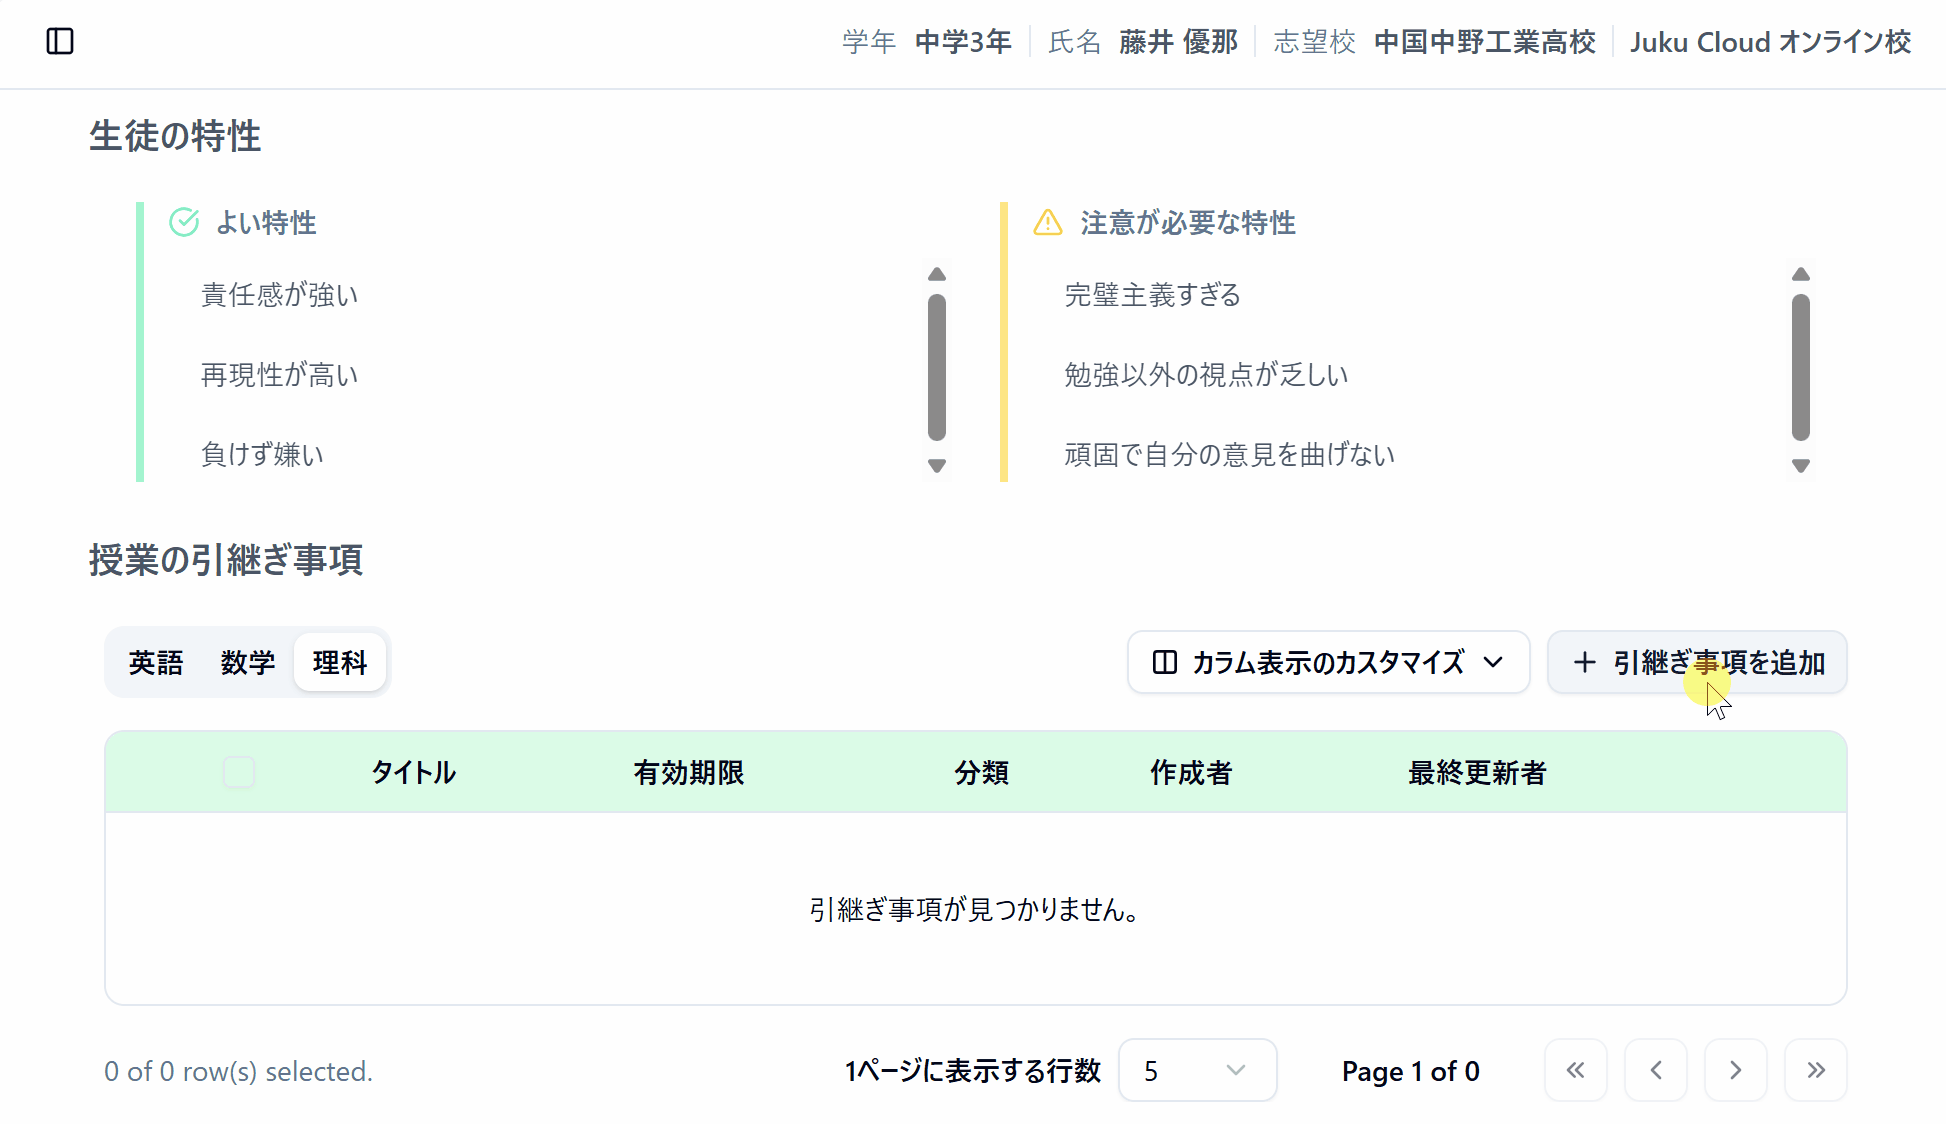 学年 中学3年 氏名 藤井 優那 志望校 中国中野工業高校 Juku Cloud オンライン校
生徒の特性
よい特性
責任感が強い
再現性が高い
負けず嫌い
注意が必要な特性
完璧主義すぎる
勉強以外の視点が乏しい
頑固で自分の意見を曲げない
授業の引継ぎ事項
英語 数学 理科 カラム表示のカスタマイズ 引継ぎ事項を追加
タイトル 有効期限 分類 作成者 最終更新者
引継ぎ事項が見つかりません。
0 of 0 row(s) selected. 1ページに表示する行数 5 Page 1 of 0